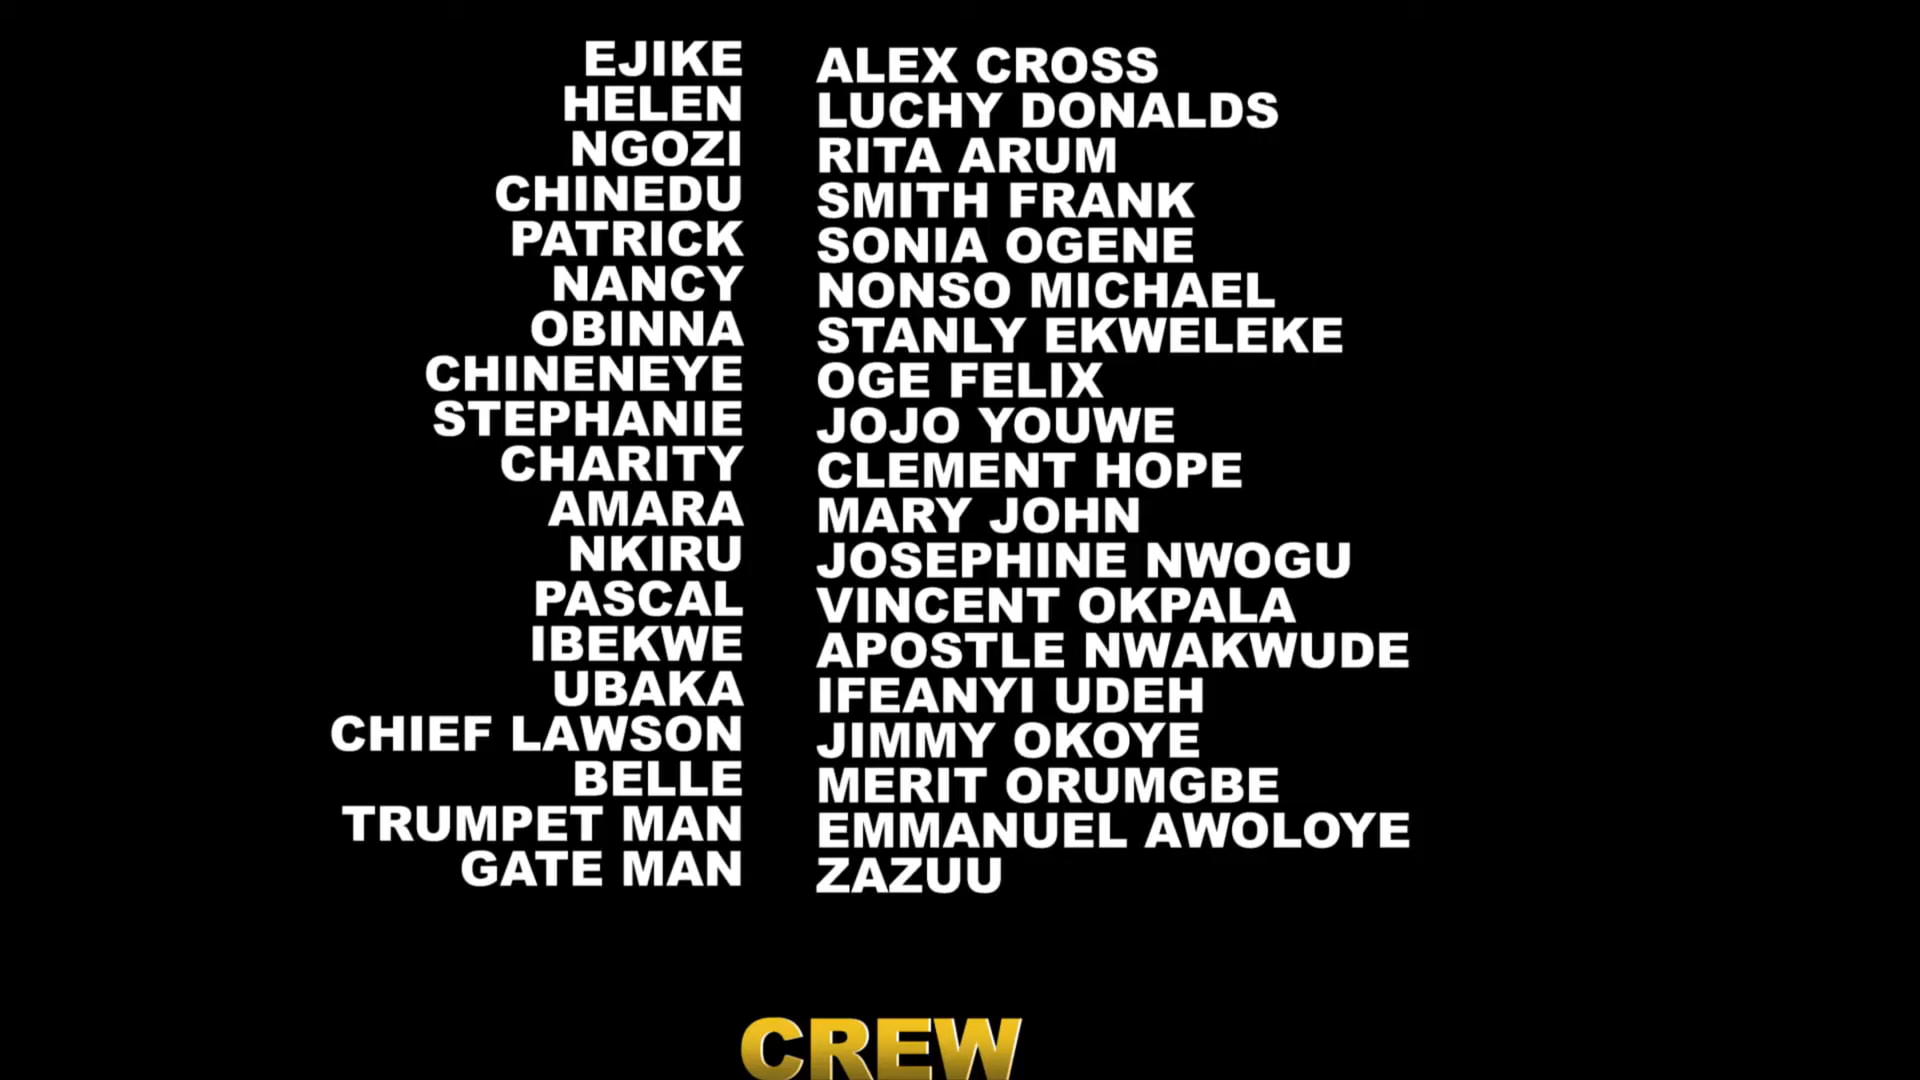 EJIKE ALEX CROSS
HELEN LUCHY DONALDS
NGOZI RITA ARUM
CHINEDU SMITH FRANK
PATRICK SONIA OGENE
NANCY NONSO MICHAEL
OBINNA STANLY EKWELEKE
CHINENEYE OGE FELIX
STEPHANIE JOJO YOUWE
CHARITY CLEMENT HOPE
AMARA MARY JOHN
NKIRU JOSEPHINE NWOGU
PASCAL VINCENT OKPALA
IBEKWE APOSTLE NWAKWUDE
UBAKA IFEANYI UDEH
CHIEF LAWSON JIMMY OKOYE
BELLE MERIT ORUMGBE
TRUMPET MAN EMMANUEL AWOLOYE
GATE MAN ZAZUU
CREW